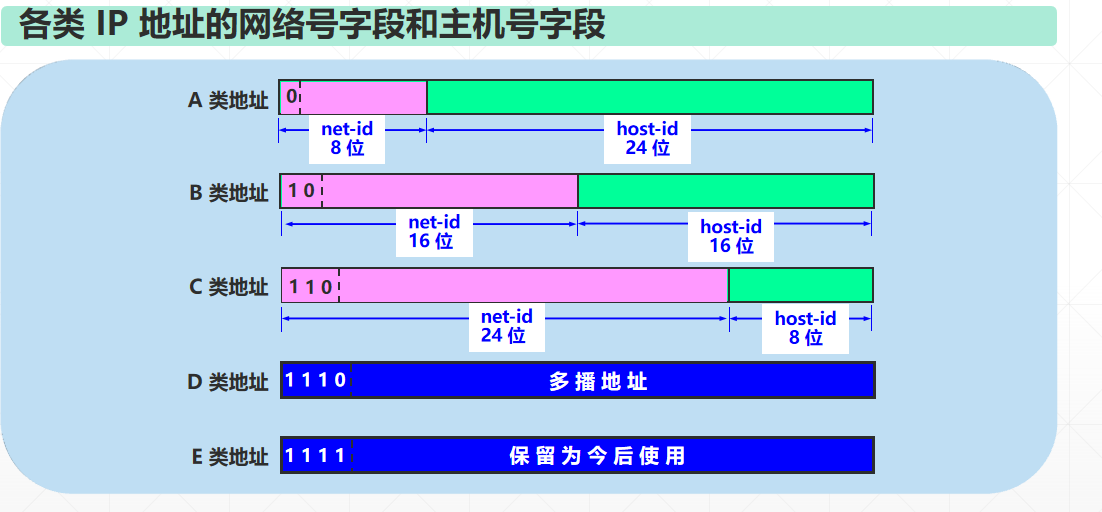 各类 IP 地址的网络号字段和主机号字段
A 类地址
0
net-id
8 位
host-id
24 位
B 类地址
1 0
net-id
16 位
host-id
16 位
C 类地址
1 1 0
net-id
24 位
host-id
8 位
D 类地址
1 1 1 0
多 播 地 址
E 类地址
1 1 1 1
保 留 为 今 后 使 用